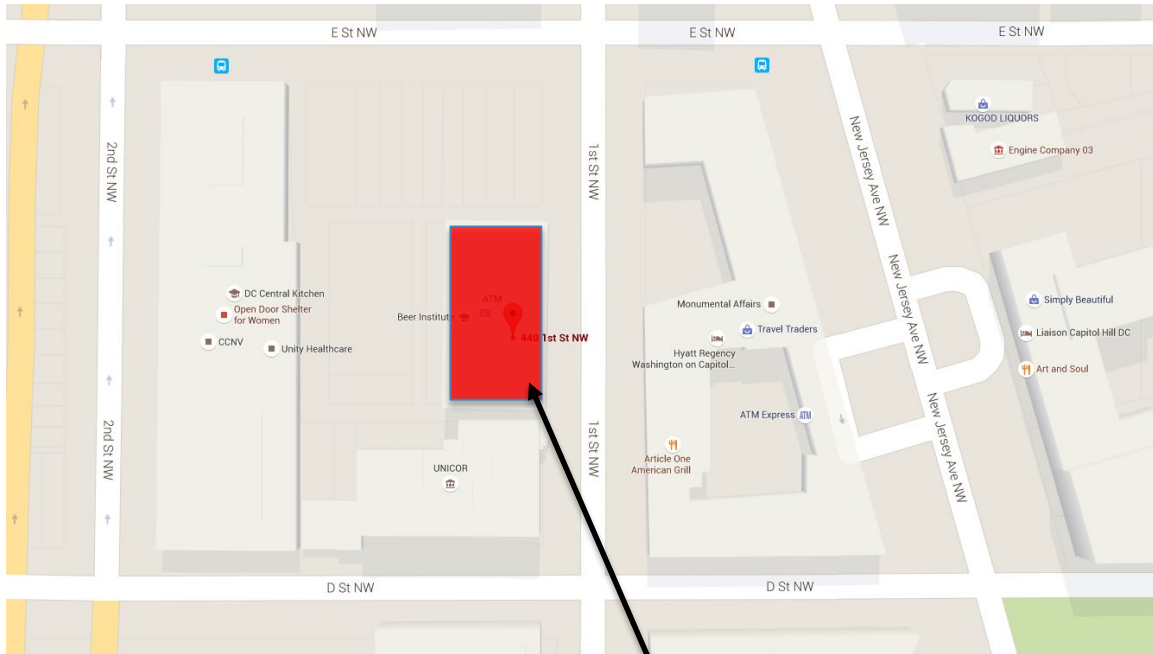 E St NW
E St NW
E St NW
KOGOD LIQUORS
Engine Company 03
2nd St NW
1st St NW
New Jersey Ave NW
New Jersey Ave NW
DC Central Kitchen
Open Door Shelter
for Women
CCNV
Unity Healthcare
ATM
Beer Institute
ATM
440 1st St NW
Monumental Affairs
Travel Traders
Hyatt Regency
Washington on Capitol...
Simply Beautiful
Liaison Capitol Hill DC
Art and Soul
ATM Express
ATM
2nd St NW
1st St NW
New Jersey Ave NW
Article One
American Grill
UNICOR
D St NW
D St NW